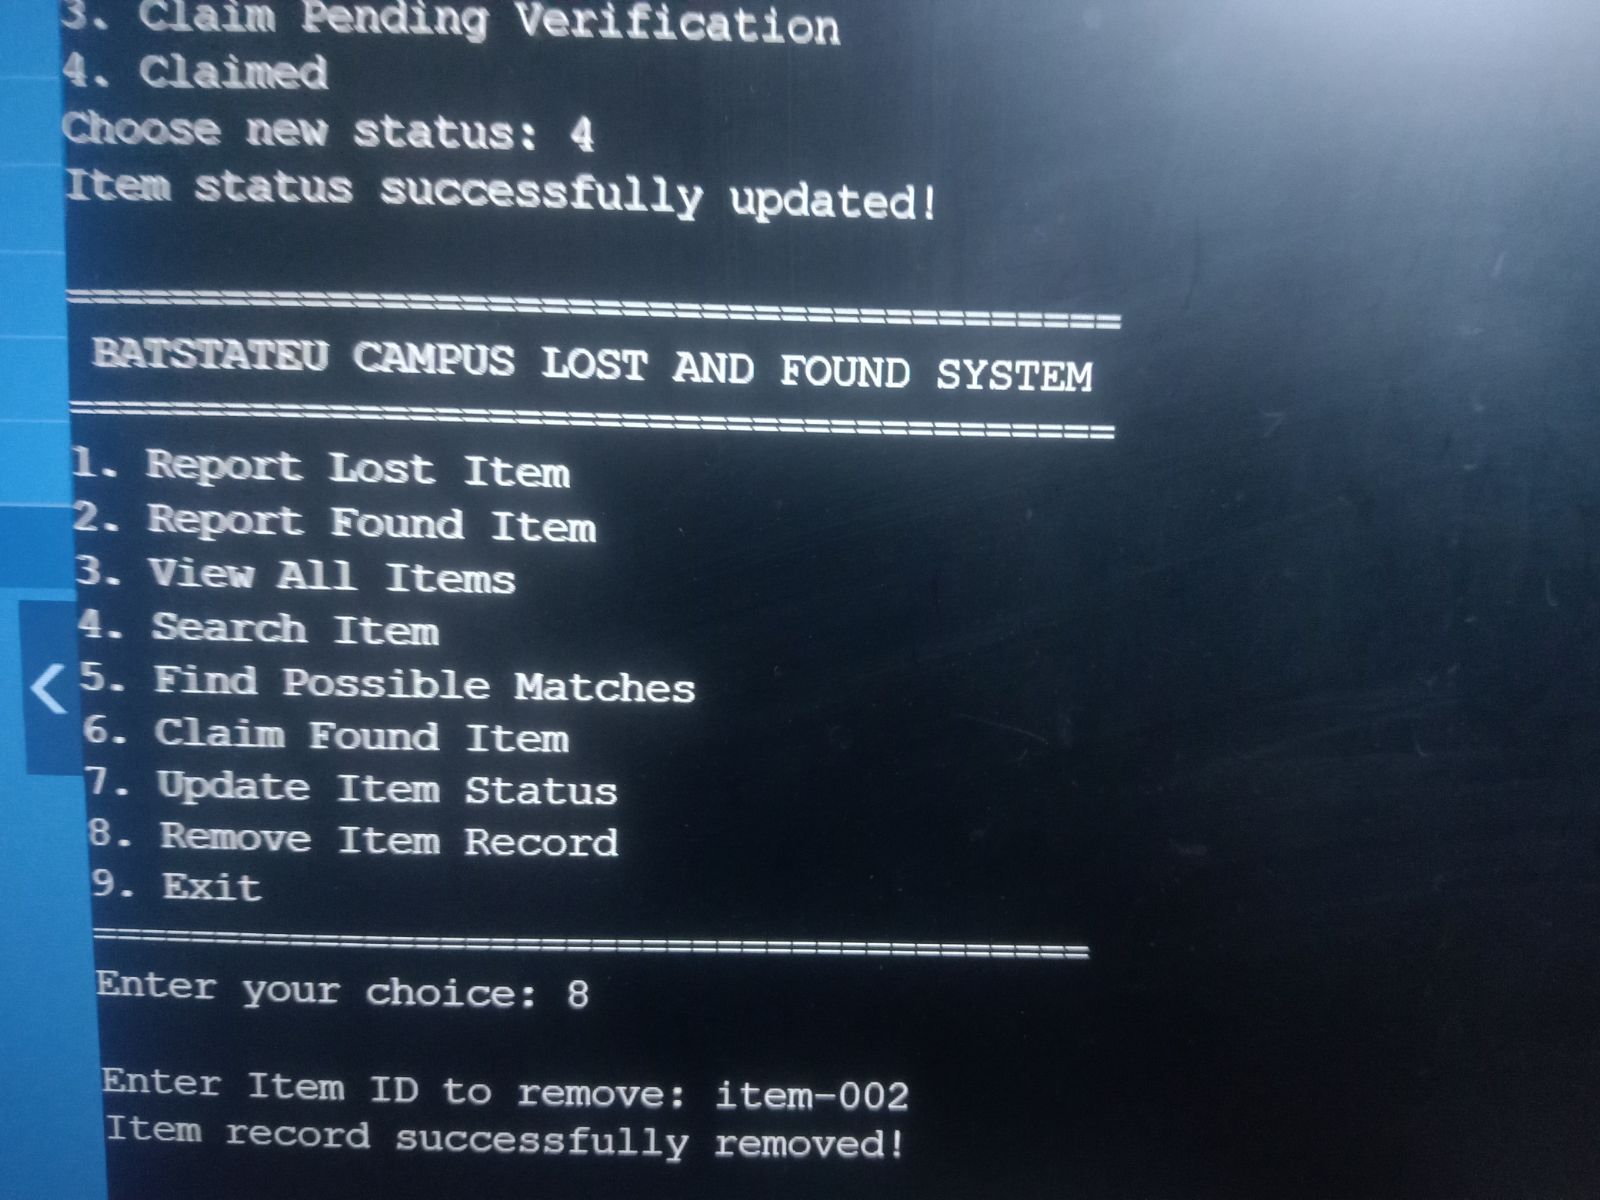 3. Claim Pending Verification
4. Claimed
Choose new status: 4
Item status successfully updated!
========================================
BATSTATEU CAMPUS LOST AND FOUND SYSTEM
========================================
1. Report Lost Item
2. Report Found Item
3. View All Items
4. Search Item
5. Find Possible Matches
6. Claim Found Item
7. Update Item Status
8. Remove Item Record
9. Exit
========================================
Enter your choice: 8
Enter Item ID to remove: item-002
Item record successfully removed!